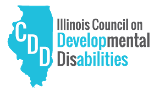 CDD
Illinois Council on
Developmental
Disabilities